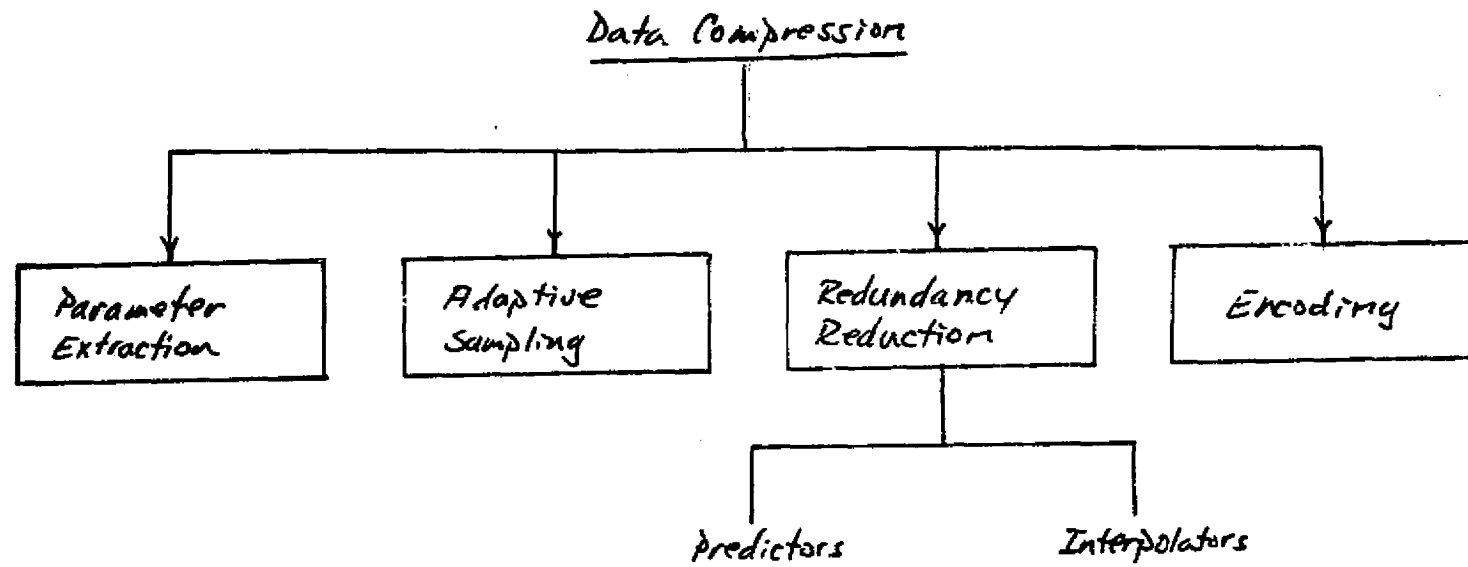 Data Compression
Parameter
Extraction
Adaptive
Sampling
Redundancy
Reduction
Encoding
Predictors
Interpolators